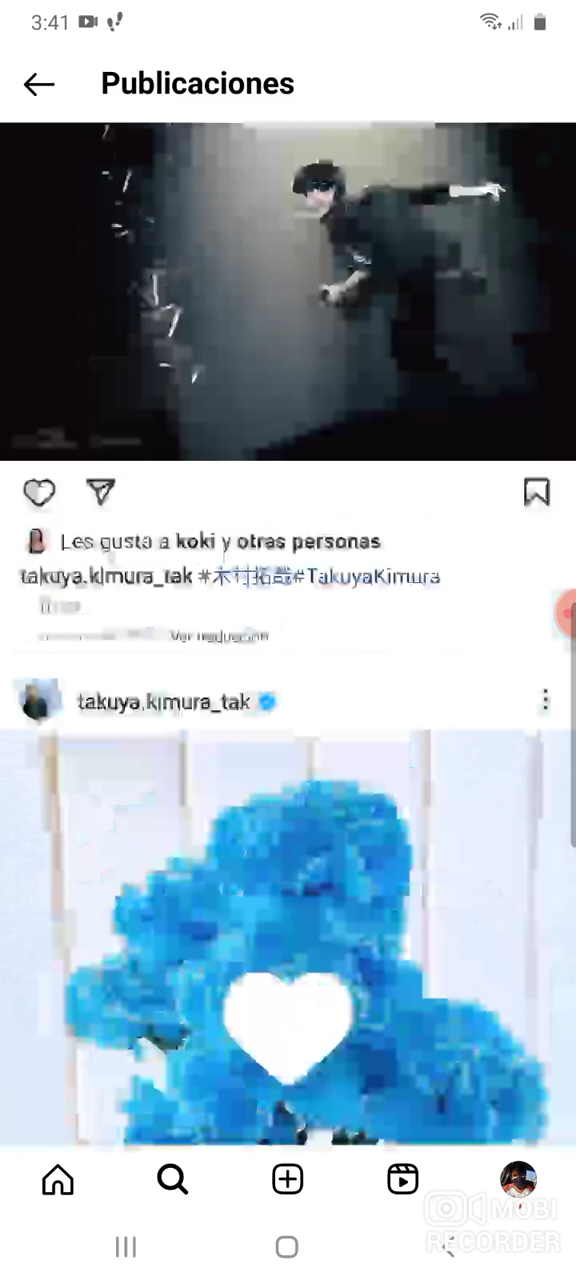 3:41
Publicaciones
Les gusta a koki y otras personas
takuya.kimura_tak #木村拓哉#TakuyaKimura
Ver traducción
takuya.kimura_tak
MOBI
RECORDER